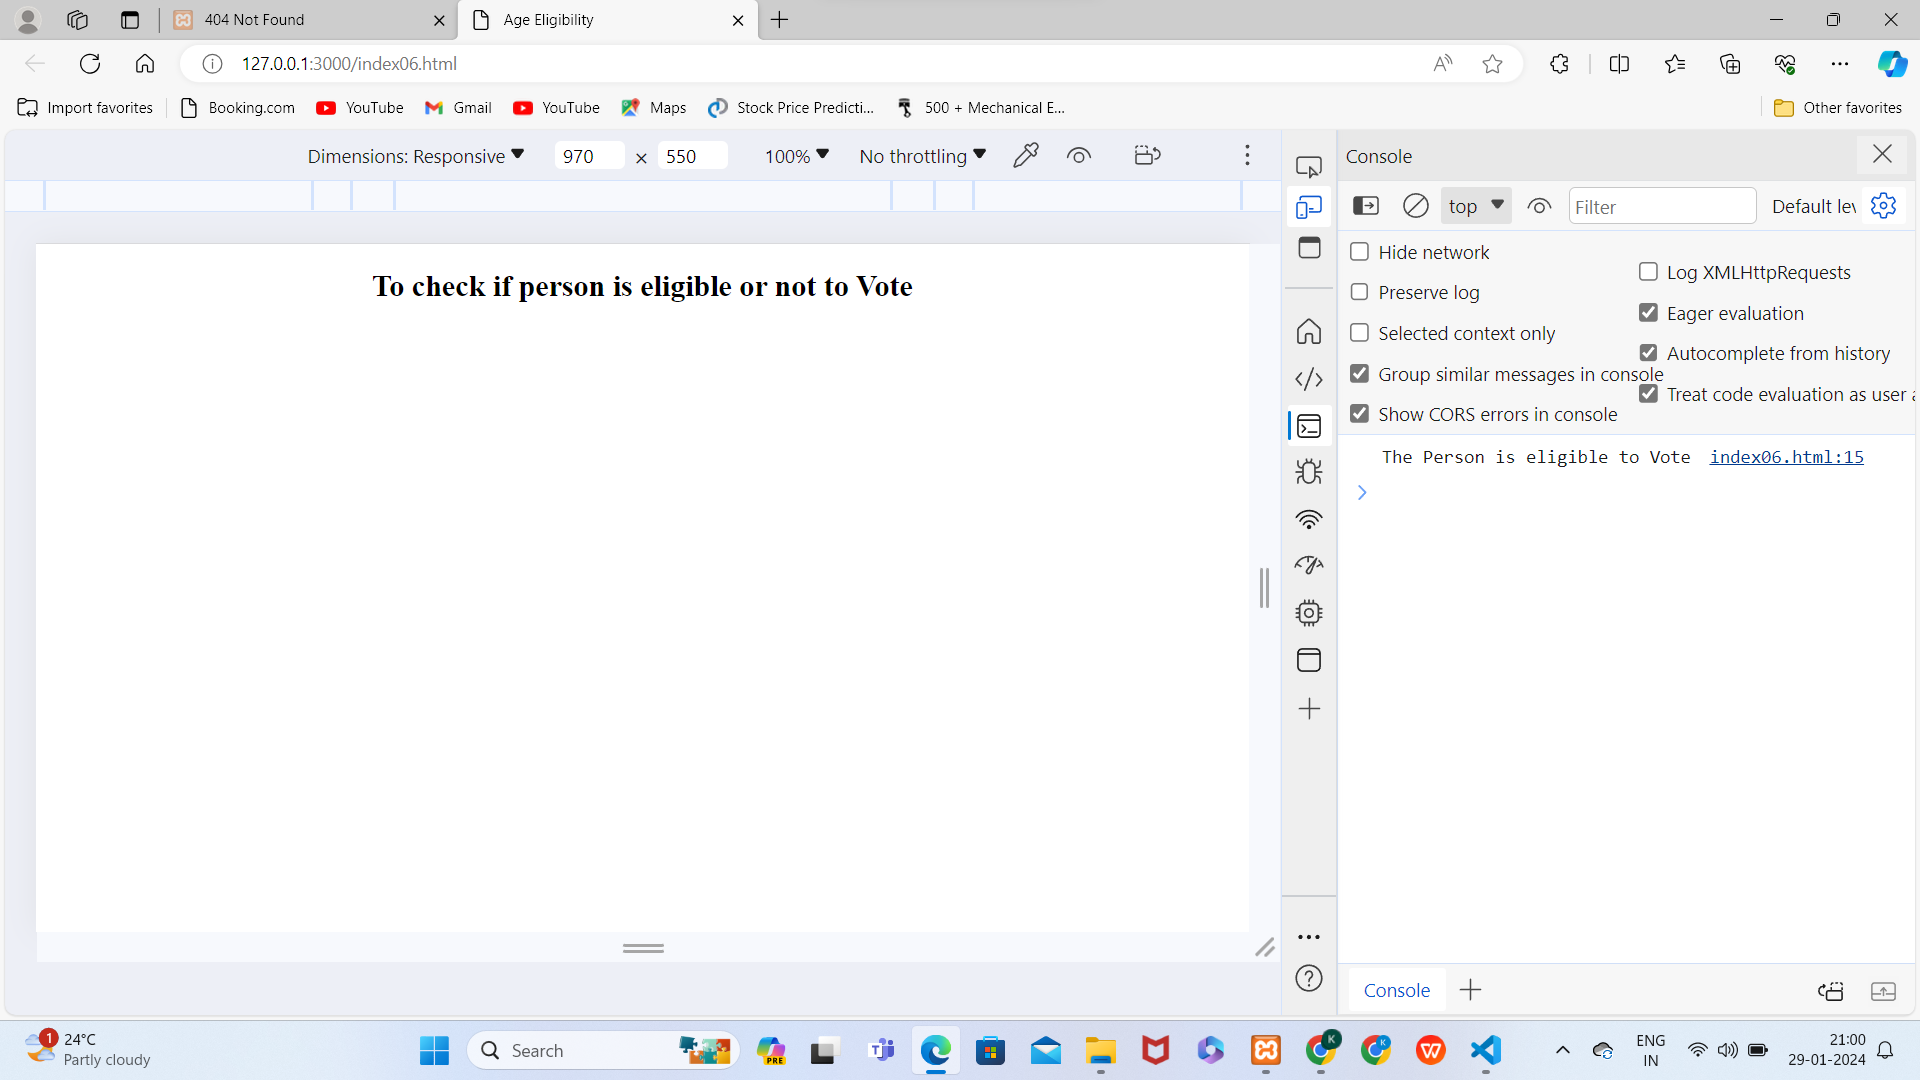 404 Not Found
Age Eligibility
127.0.0.1:3000/index06.html
Import favorites
Booking.com
YouTube
Gmail
YouTube
Maps
Stock Price Predicti...
500 + Mechanical E...
Other favorites
Dimensions: Responsive
970 × 550
100%
No throttling
Console
top
Filter
Default lev
Hide network
Log XMLHttpRequests
Preserve log
Eager evaluation
Selected context only
Autocomplete from history
Group similar messages in console
Treat code evaluation as user a
Show CORS errors in console
To check if person is eligible or not to Vote
The Person is eligible to Vote index06.html:15
Console
1
24°C
Partly cloudy
Search
PRE
K
K
ENG
IN
21:00
29-01-2024